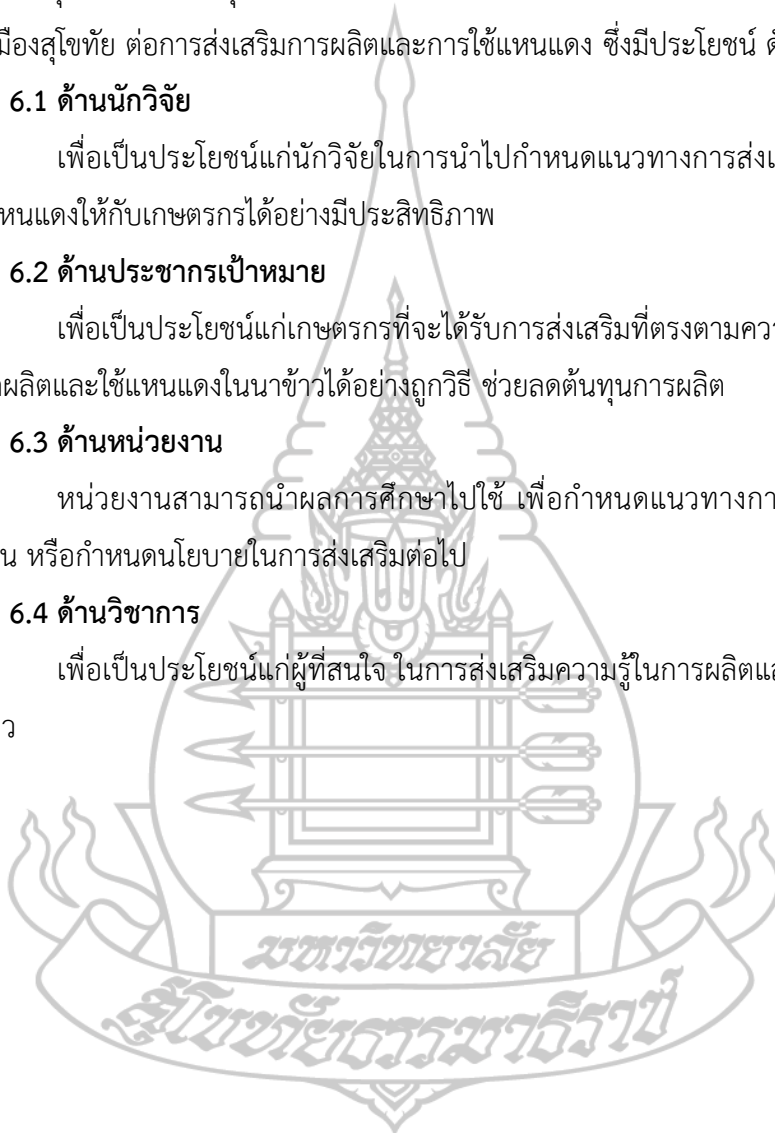 มืองสุโขทัย ต่อการส่งเสริมการผลิตและการใช้แหนแดง ซึ่งมีประโยชน์
6.1 ด้านนักวิจัย
เพื่อเป็นประโยชน์แก่นักวิจัยในการนำไปกำหนดแนวทางการส่งเ
หนแดงให้กับเกษตรกรได้อย่างมีประสิทธิภาพ
6.2 ด้านประชากรเป้าหมาย
เพื่อเป็นประโยชน์แก่เกษตรกรที่จะได้รับการส่งเสริมที่ตรงตามควา
ผลิตและใช้แหนแดงในนาข้าวได้อย่างถูกวิธี ช่วยลดต้นทุนการผลิต
6.3 ด้านหน่วยงาน
หน่วยงานสามารถนำผลการศึกษาไปใช้ เพื่อกำหนดแนวทางกา
น หรือกำหนดนโยบายในการส่งเสริมต่อไป
6.4 ด้านวิชาการ
เพื่อเป็นประโยชน์แก่ผู้ที่สนใจ ในการส่งเสริมความรู้ในการผลิตแล
ว
มหาวิทยาลัย
สุโขทัยธรรมาธิราช